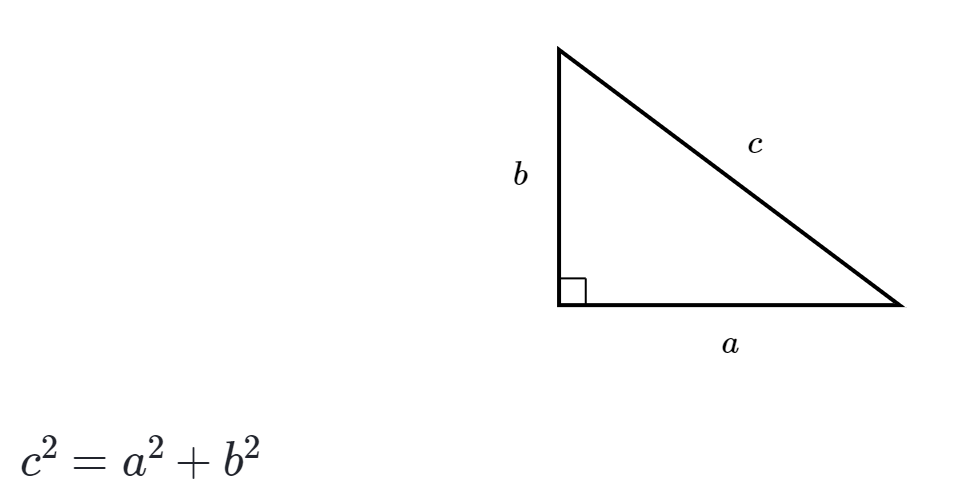 c
b
a
c² = a² + b²